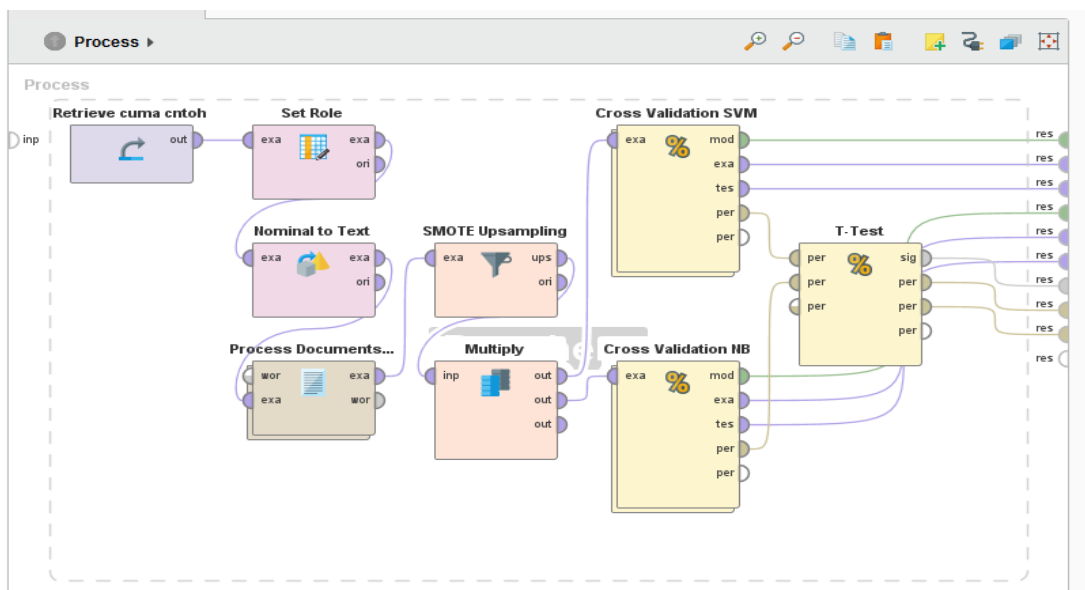 Process
Process
inp
Retrieve cuma cntoh
out
Set Role
exa exa
ori
Nominal to Text
exa exa
ori
Process Documents...
wor exa
exa wor
SMOTE Upsampling
exa ups
ori
Multiply
inp out
out
out
Cross Validation SVM
% 
exa mod
exa
tes
per
per
Cross Validation NB
%
exa mod
exa
tes
per
per
T-Test
%
per sig
per per
per per
per
res
res
res
res
res
res
res
res
res
res